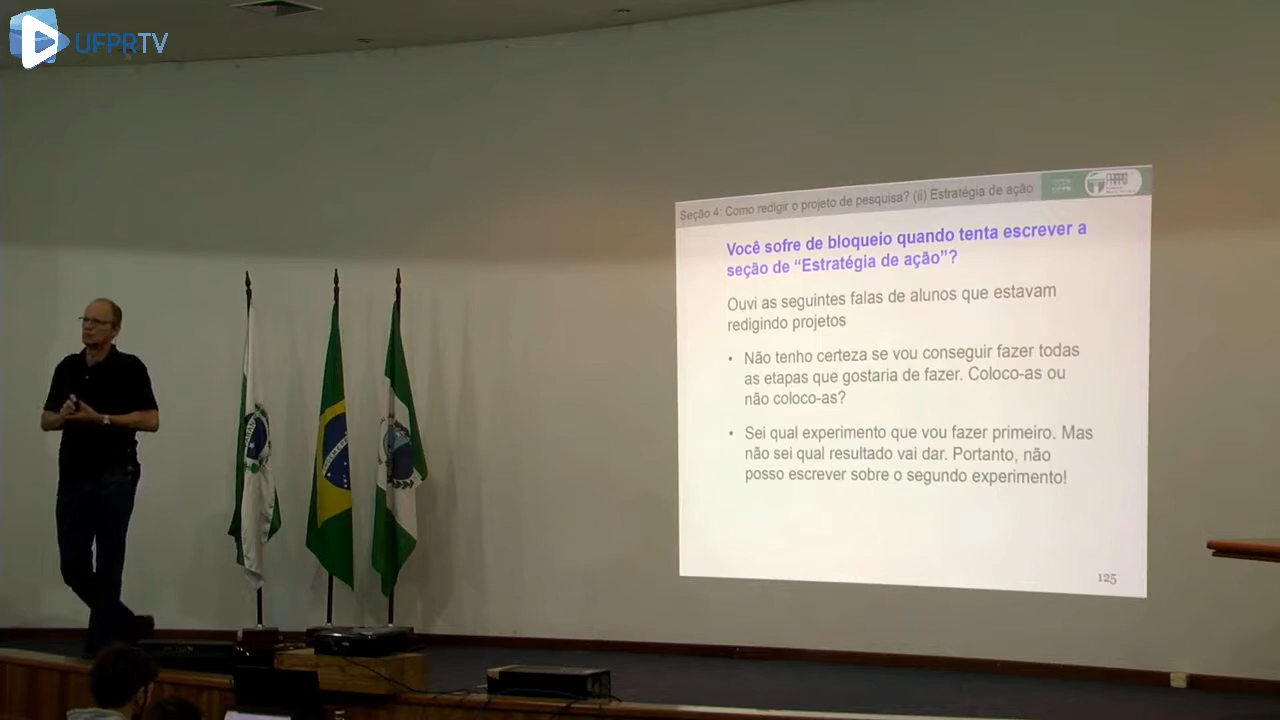 UFPRTV
Seção 4: Como redigir o projeto de pesquisa? (ii) Estratégia de ação
PRPPG
Você sofre de bloqueio quando tenta escrever a
seção de “Estratégia de ação”?
Ouvi as seguintes falas de alunos que estavam
redigindo projetos
• Não tenho certeza se vou conseguir fazer todas
as etapas que gostaria de fazer. Coloco-as ou
não coloco-as?
• Sei qual experimento que vou fazer primeiro. Mas
não sei qual resultado vai dar. Portanto, não
posso escrever sobre o segundo experimento!
125